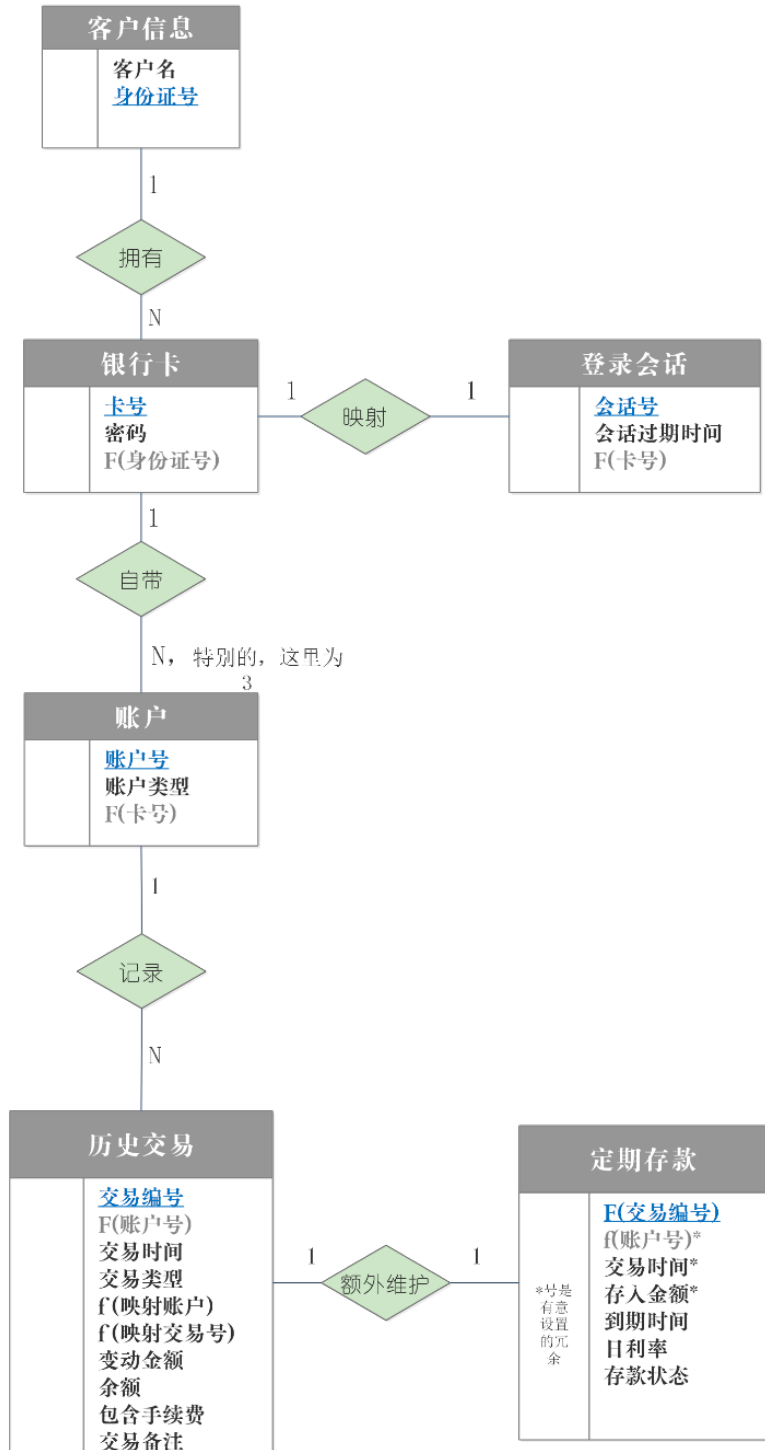 客户信息
客户名
身份证号
1
拥有
N
银行卡
卡号
密码
F(身份证号)
1
映射
1
登录会话
会话号
会话过期时间
F(卡号)
1
自带
N，特别的，这里为
3
账户
账户号
账户类型
F(卡号)
1
记录
N
历史交易
交易编号
F(账户号)
交易时间
交易类型
f(映射账户)
f(映射交易号)
变动金额
余额
包含手续费
交易备注
1
额外维护
1
定期存款
*号是
有意
设置
的冗
余
F(交易编号)
f(账户号)*
交易时间*
存入金额*
到期时间
日利率
存款状态